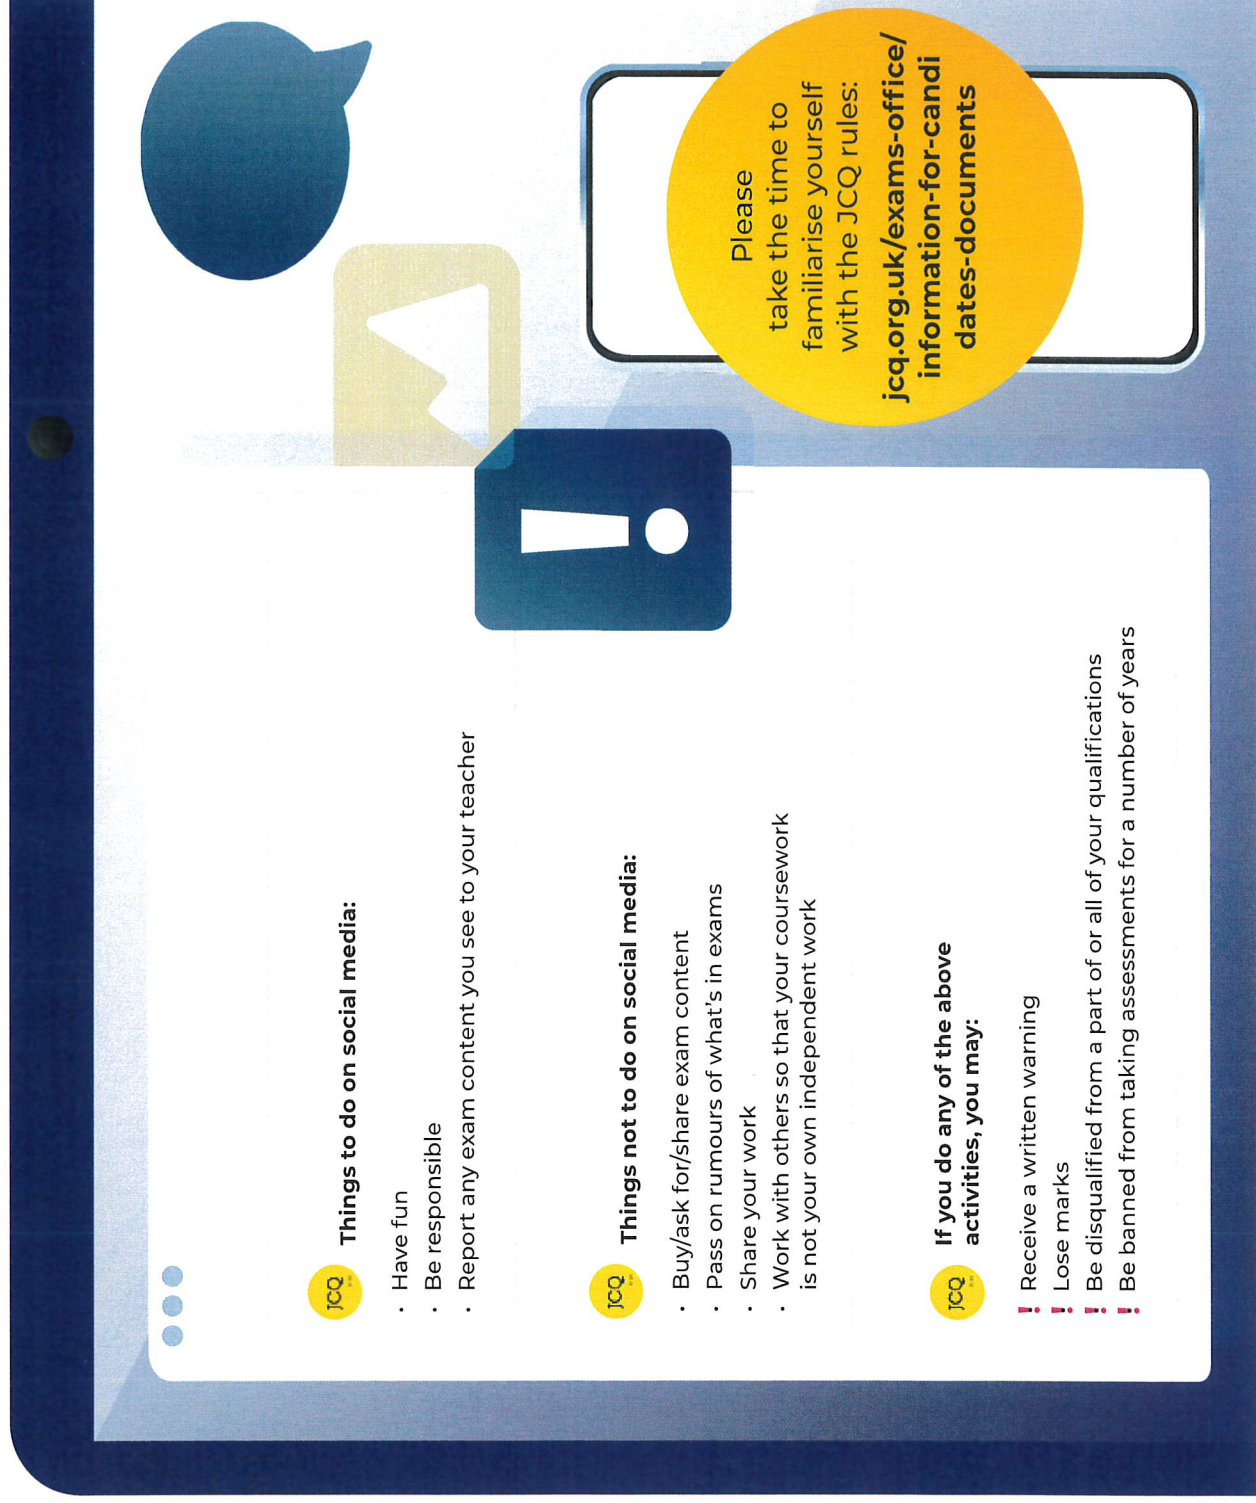 JCQ
Things to do on social media:
· Have fun
· Be responsible
· Report any exam content you see to your teacher
JCQ
Things not to do on social media:
· Buy/ask for/share exam content
· Pass on rumours of what's in exams
· Share your work
· Work with others so that your coursework
is not your own independent work
JCQ
If you do any of the above
activities, you may:
! Receive a written warning
! Lose marks
! Be disqualified from a part of or all of your qualifications
! Be banned from taking assessments for a number of years
!
Please
take the time to
familiarise yourself
with the JCQ rules:
jcq.org.uk/exams-office/
information-for-candi
dates-documents